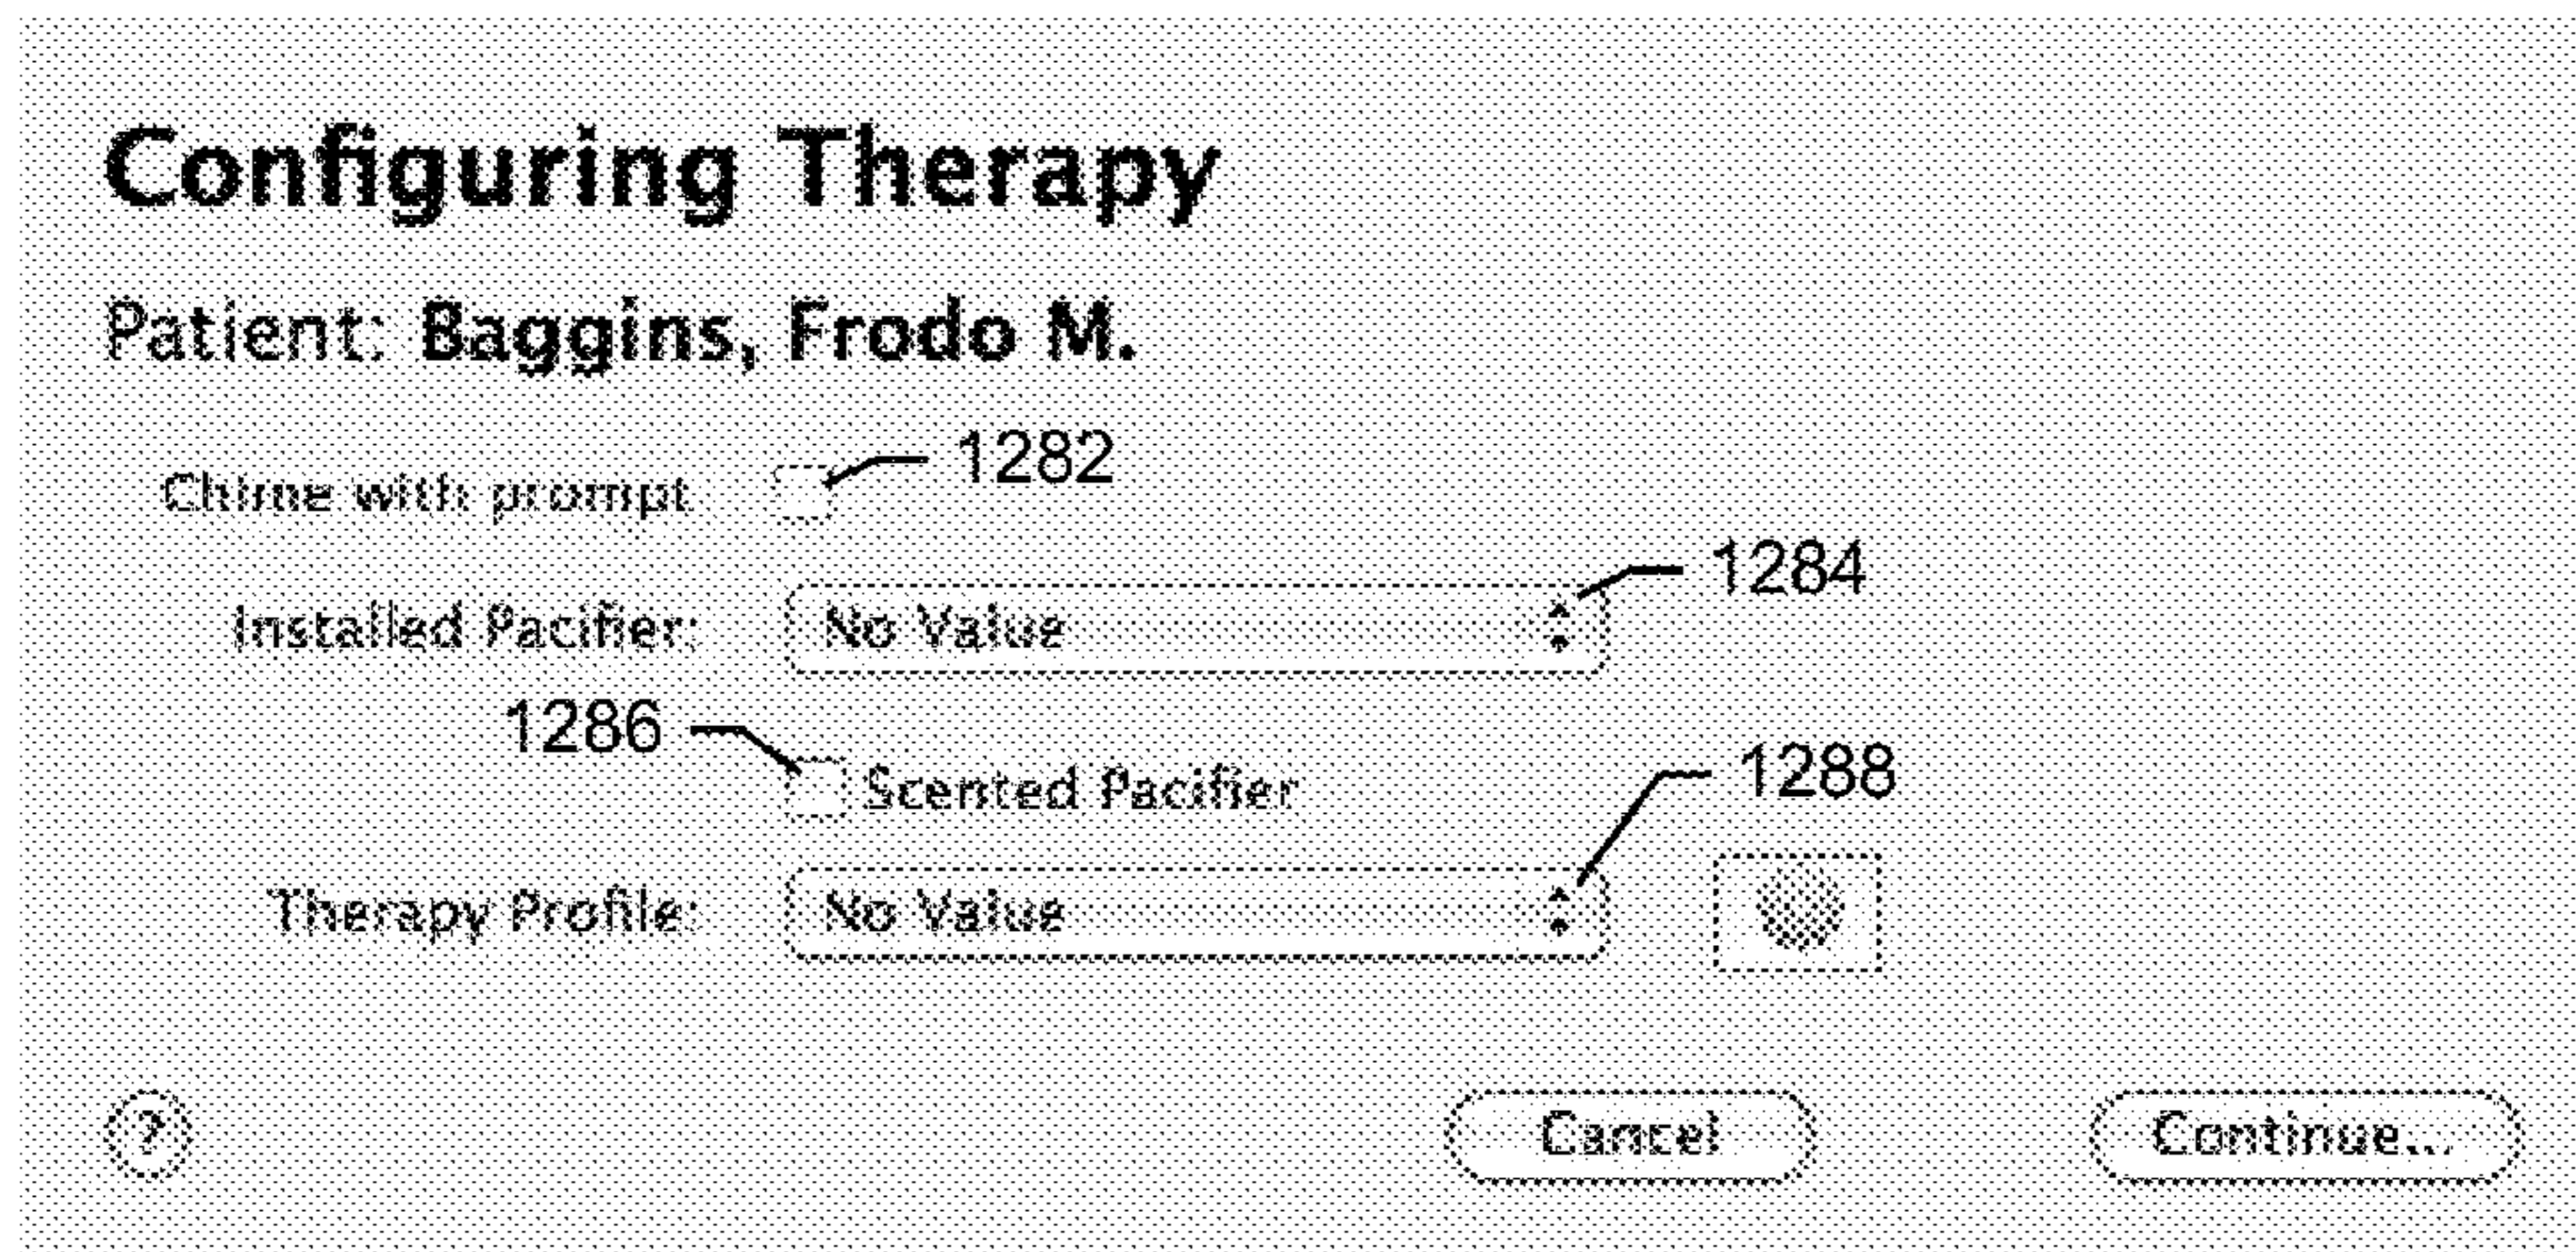 Configuring Therapy
Patient: Baggins, Frodo M.
Chime with prompt 1282
1284
Installed Pacifier: No Value
1286
Scented Pacifier
1288
Therapy Profile: No Value
? Cancel Continue...